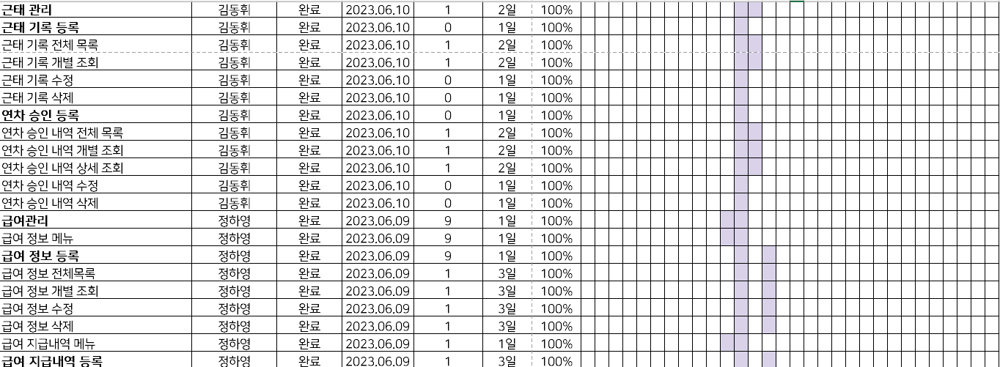 근태 관리 김동휘 완료 2023.06.10 1 2일 100%
근태 기록 등록 김동휘 완료 2023.06.10 0 1일 100%
근태 기록 전체 목록 김동휘 완료 2023.06.10 1 2일 100%
근태 기록 개별 조회 김동휘 완료 2023.06.10 1 2일 100%
근태 기록 수정 김동휘 완료 2023.06.10 0 1일 100%
근태 기록 삭제 김동휘 완료 2023.06.10 0 1일 100%
연차 승인 등록 김동휘 완료 2023.06.10 0 1일 100%
연차 승인 내역 전체 목록 김동휘 완료 2023.06.10 1 2일 100%
연차 승인 내역 개별 조회 김동휘 완료 2023.06.10 1 2일 100%
연차 승인 내역 상세 조회 김동휘 완료 2023.06.10 1 2일 100%
연차 승인 내역 수정 김동휘 완료 2023.06.10 0 1일 100%
연차 승인 내역 삭제 김동휘 완료 2023.06.10 0 1일 100%
급여관리 정하영 완료 2023.06.09 9 1일 100%
급여 정보 메뉴 정하영 완료 2023.06.09 9 1일 100%
급여 정보 등록 정하영 완료 2023.06.09 9 1일 100%
급여 정보 전체목록 정하영 완료 2023.06.09 1 3일 100%
급여 정보 개별 조회 정하영 완료 2023.06.09 1 3일 100%
급여 정보 수정 정하영 완료 2023.06.09 1 3일 100%
급여 정보 삭제 정하영 완료 2023.06.09 1 3일 100%
급여 지급내역 메뉴 정하영 완료 2023.06.09 1 1일 100%
급여 지급내역 등록 정하영 완료 2023.06.09 1 3일 100%